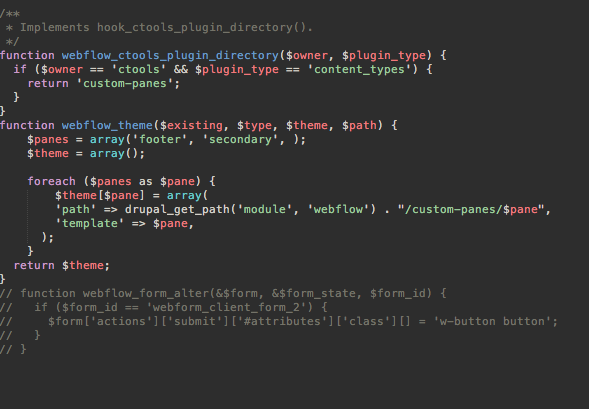 /**
 * Implements hook_ctools_plugin_directory().
 */
function webflow_ctools_plugin_directory($owner, $plugin_type) {
  if ($owner == 'ctools' && $plugin_type == 'content_types') {
    return 'custom-panes';
  }
}
function webflow_theme($existing, $type, $theme, $path) {
    $panes = array('footer', 'secondary', );
    $theme = array();

    foreach ($panes as $pane) {
        $theme[$pane] = array(
        'path' => drupal_get_path('module', 'webflow') . "/custom-panes/$pane",
        'template' => $pane,
      );
    }
  return $theme;
}
// function webflow_form_alter(&$form, &$form_state, $form_id) {
//   if ($form_id == 'webform_client_form_2') {
//     $form['actions']['submit']['#attributes']['class'][] = 'w-button button';
//   }
// }